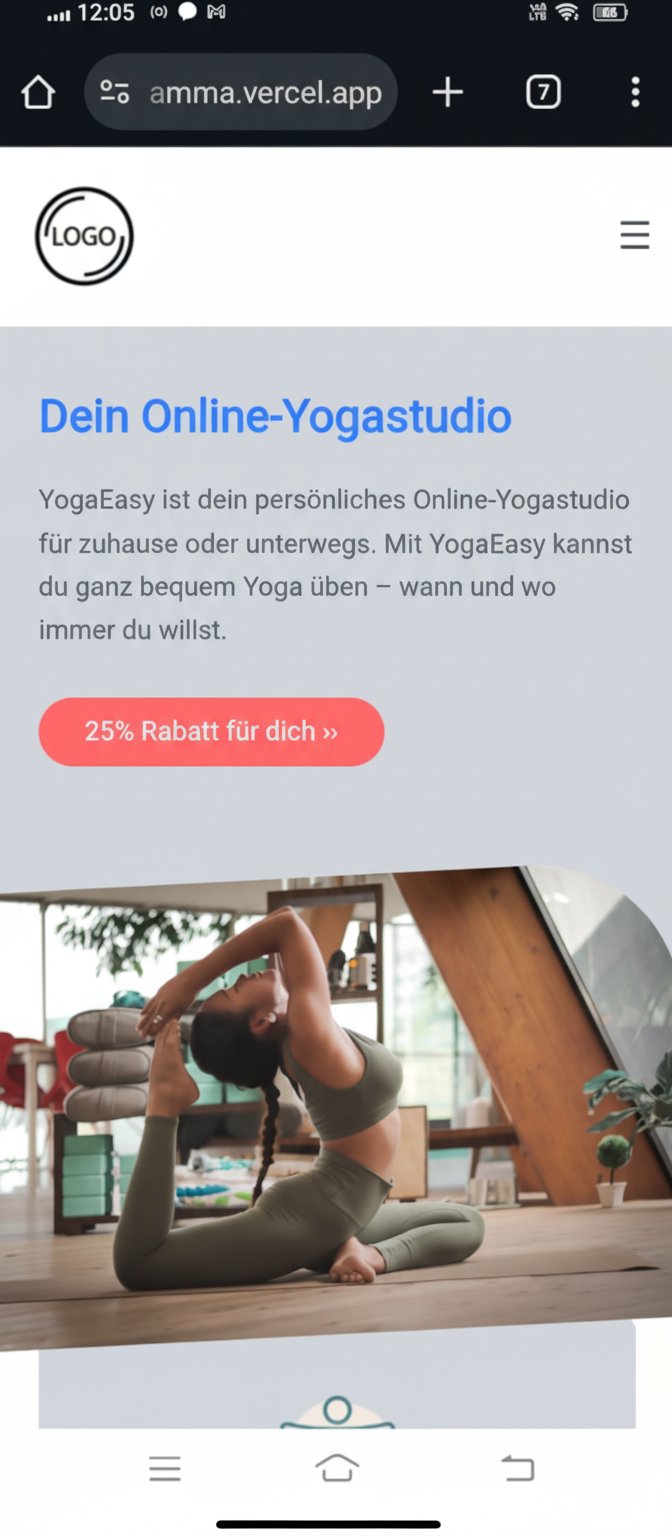 12:05
amma.vercel.app
7
LOGO
Dein Online-Yogastudio
YogaEasy ist dein persönliches Online-Yogastudio
für zuhause oder unterwegs. Mit YogaEasy kannst
du ganz bequem Yoga üben – wann und wo
immer du willst.
25% Rabatt für dich ››